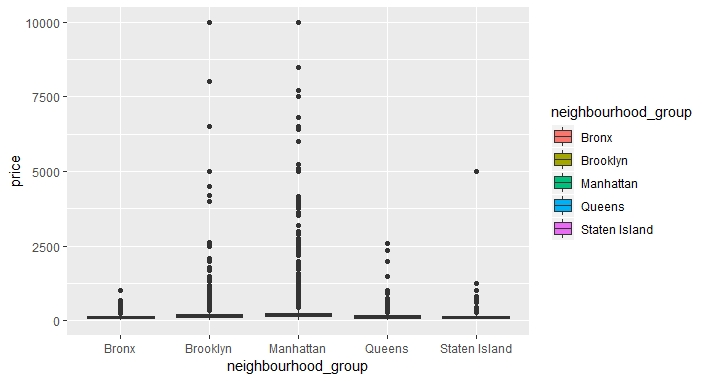 10000
7500
5000
2500
0
price
Bronx
Brooklyn
Manhattan
Queens
Staten Island
neighbourhood_group
neighbourhood_group
Bronx
Brooklyn
Manhattan
Queens
Staten Island